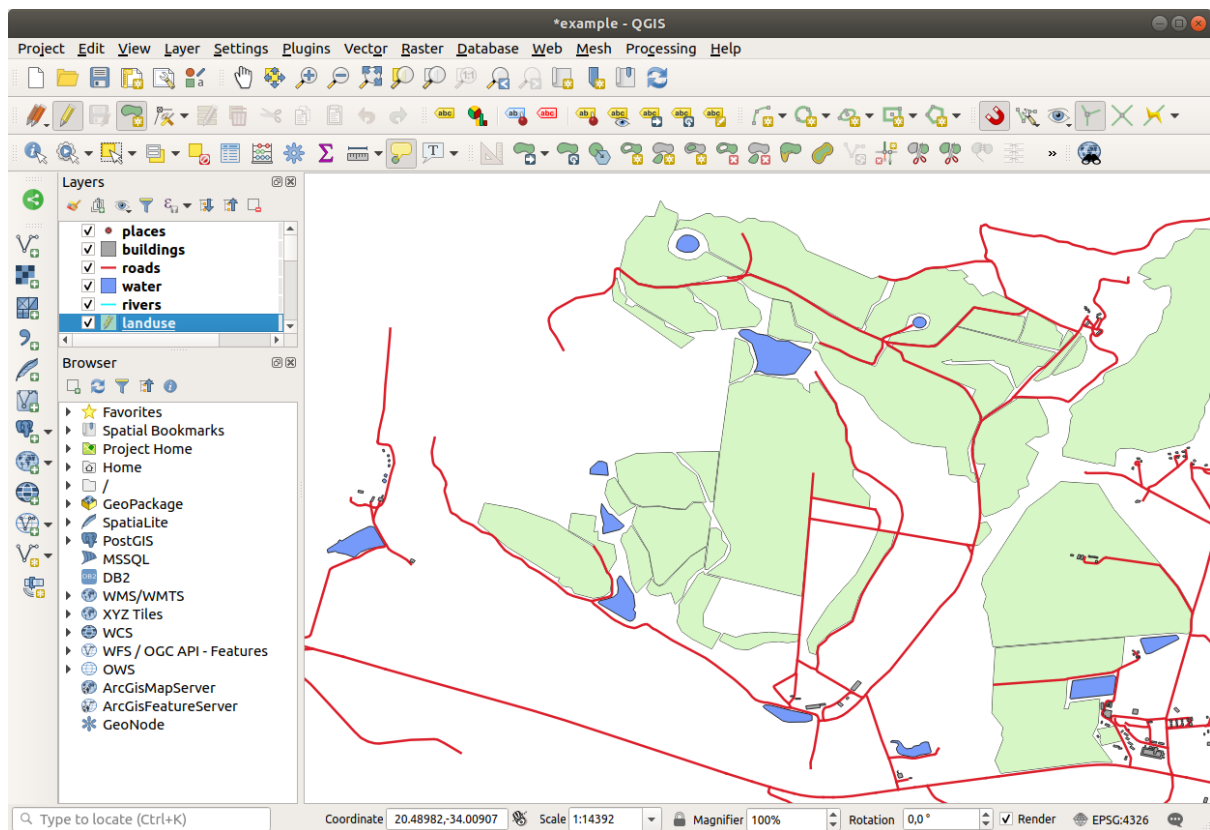 *example - QGIS
Project Edit View Layer Settings Plugins Vector Raster Database Web Mesh Processing Help
Layers
places
buildings
roads
water
rivers
landuse
Browser
Favorites
Spatial Bookmarks
Project Home
Home
/
GeoPackage
SpatiaLite
PostGIS
MSSQL
DB2
DB2
WMS/WMTS
XYZ Tiles
WCS
WFS / OGC API - Features
OWS
ArcGisMapServer
ArcGisFeatureServer
GeoNode
Type to locate (Ctrl+K) Coordinate 20.48982,-34.00907 Scale 1:14392 Magnifier 100% Rotation 0,0 ° Render EPSG:4326